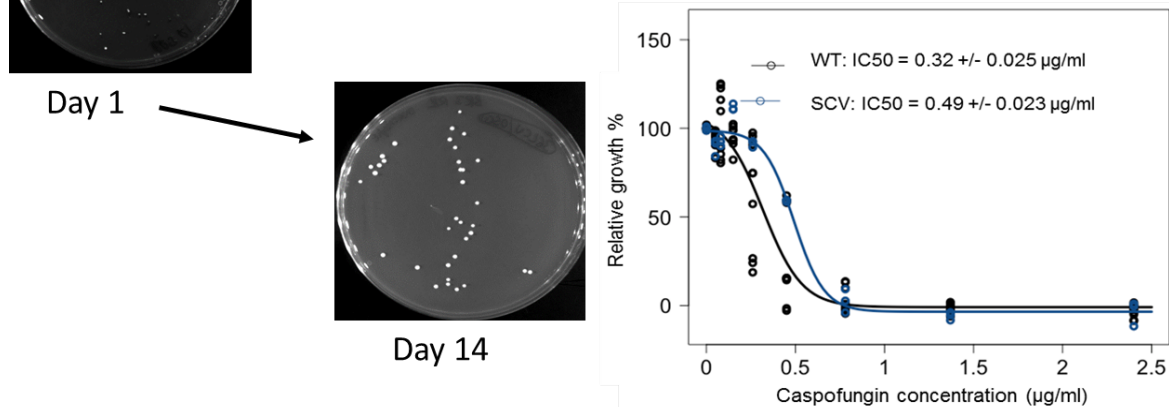 Day 1
Day 14
150
100
50
0
Relative growth %
WT: IC50 = 0.32 +/- 0.025 µg/ml
SCV: IC50 = 0.49 +/- 0.023 µg/ml
0 0.5 1 1.5 2 2.5
Caspofungin concentration (µg/ml)